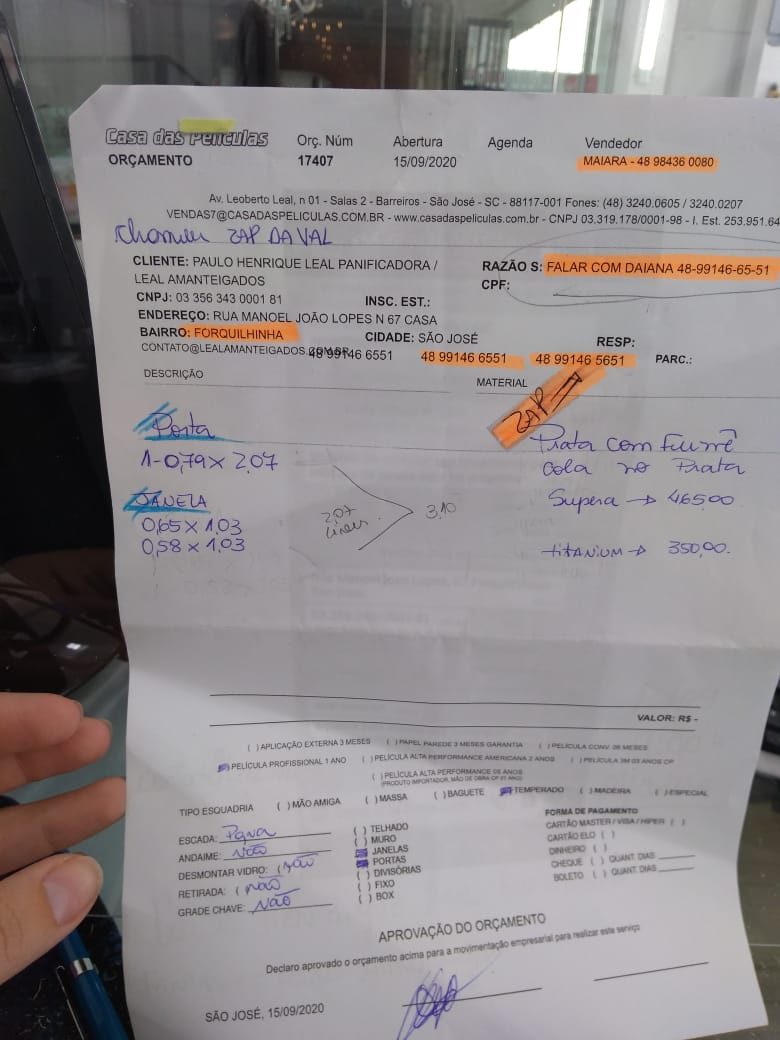 Casa das Películas
ORÇAMENTO
Orç. Núm
17407
Abertura
15/09/2020
Agenda
Vendedor
MAIARA - 48 98436 0080
Av. Leoberto Leal, n 01 - Salas 2 - Barreiros - São José - SC - 88117-001 Fones: (48) 3240.0605 / 3240.0207
VENDAS7@CASADASPELICULAS.COM.BR - www.casadaspeliculas.com.br - CNPJ 03.319.178/0001-98 - I. Est. 253.951.64
ZAP DA VAL
CLIENTE: PAULO HENRIQUE LEAL PANIFICADORA /
LEAL AMANTEIGADOS
RAZÃO S: FALAR COM DAIANA 48-99146-65-51
CPF:
CNPJ: 03 356 343 0001 81
INSC. EST.:
ENDEREÇO: RUA MANOEL JOÃO LOPES N 67 CASA
BAIRRO: FORQUILHINHA
CIDADE: SÃO JOSÉ
RESP:
CONTATO@LEALAMANTEIGADOS.COM.BR
48 99146 6551
48 99146 6551
48 99146 5651
PARC.:
DESCRIÇÃO
MATERIAL
ZAP
Porta
1-0,79 x 2,07
JANELA
0,65 x 1,03
0,58 x 1,03
2,07
3,10
Prata com Fumê
cola no Prata
Supera → 465,00
titANIUM → 350,00.
VALOR: R$ -
( ) APLICAÇÃO EXTERNA 3 MESES ( ) PAPEL PAREDE 3 MESES GARANTIA ( ) PELÍCULA CONV. 06 MESES
PELÍCULA PROFISSIONAL 1 ANO ( ) PELÍCULA ALTA PERFORMANCE AMERICANA 2 ANOS ( ) PELÍCULA 3M 03 ANOS CP
( ) PELÍCULA ALTA PERFORMANCE 05 ANOS
(PRODUTO IMPORTADOR, MÃO DE OBRA CP 01 ANO)
TIPO ESQUADRIA ( ) MÃO AMIGA ( ) MASSA ( ) BAGUETE TEMPERADO ( ) MADEIRA ( ) ESPECIAL
ESCADA:
ANDAIME: NÃO
DESMONTAR VIDRO: ( NÃO
RETIRADA: ( NÃO
GRADE CHAVE: NÃO
( ) TELHADO
( ) MURO
JANELAS
PORTAS
( ) DIVISÓRIAS
( ) FIXO
( ) BOX
FORMA DE PAGAMENTO
CARTÃO MASTER / VISA / HIPER ( )
CARTÃO ELO ( )
DINHEIRO ( )
CHEQUE ( ) QUANT. DIAS
BOLETO ( ) QUANT. DIAS
APROVAÇÃO DO ORÇAMENTO
Declaro aprovado o orçamento acima para a movimentação empresarial para realizar este serviço
SÃO JOSÉ, 15/09/2020